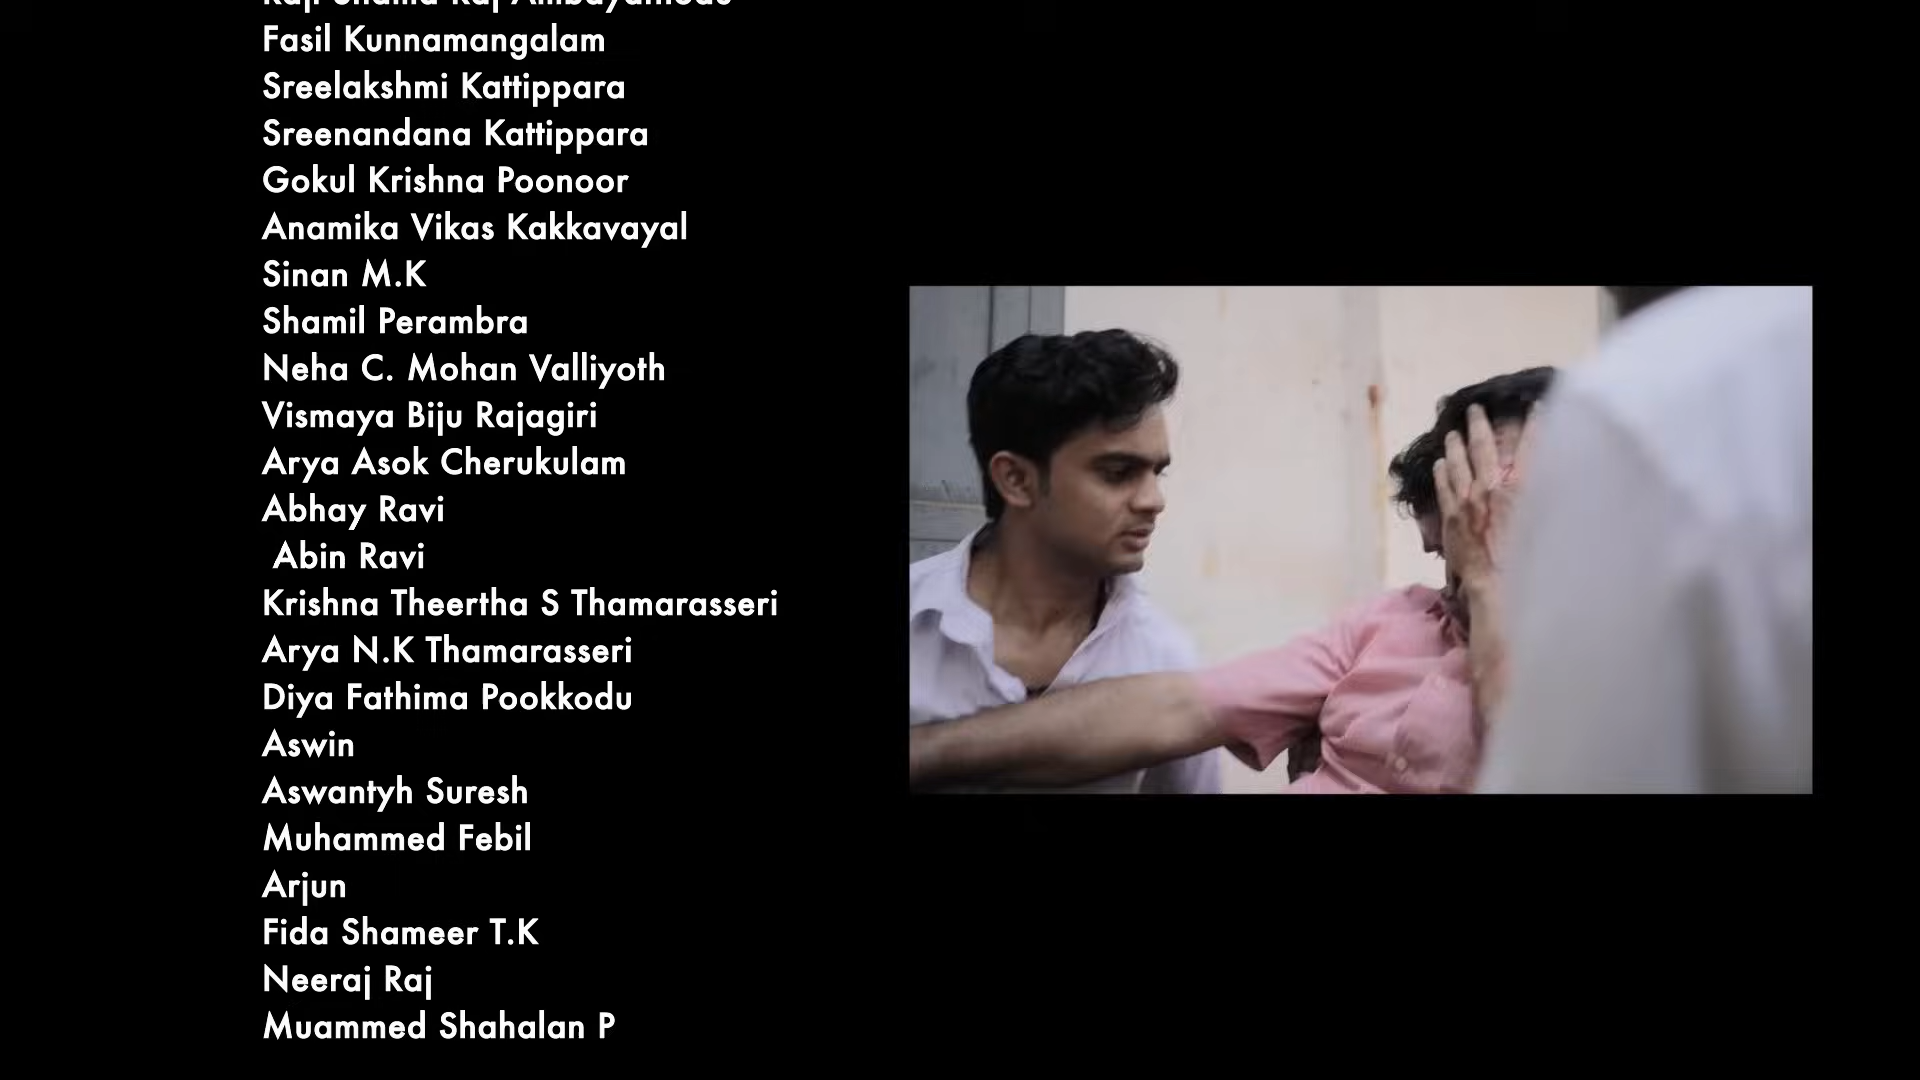 Fasil Kunnamangalam
Sreelakshmi Kattippara
Sreenandana Kattippara
Gokul Krishna Poonoor
Anamika Vikas Kakkavayal
Sinan M.K
Shamil Perambra
Neha C. Mohan Valliyoth
Vismaya Biju Rajagiri
Arya Asok Cherukulam
Abhay Ravi
Abin Ravi
Krishna Theertha S Thamarasseri
Arya N.K Thamarasseri
Diya Fathima Pookkodu
Aswin
Aswantyh Suresh
Muhammed Febil
Arjun
Fida Shameer T.K
Neeraj Raj
Muammed Shahalan P